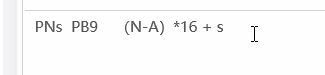 PNs PB9 (N-A) *16 + s